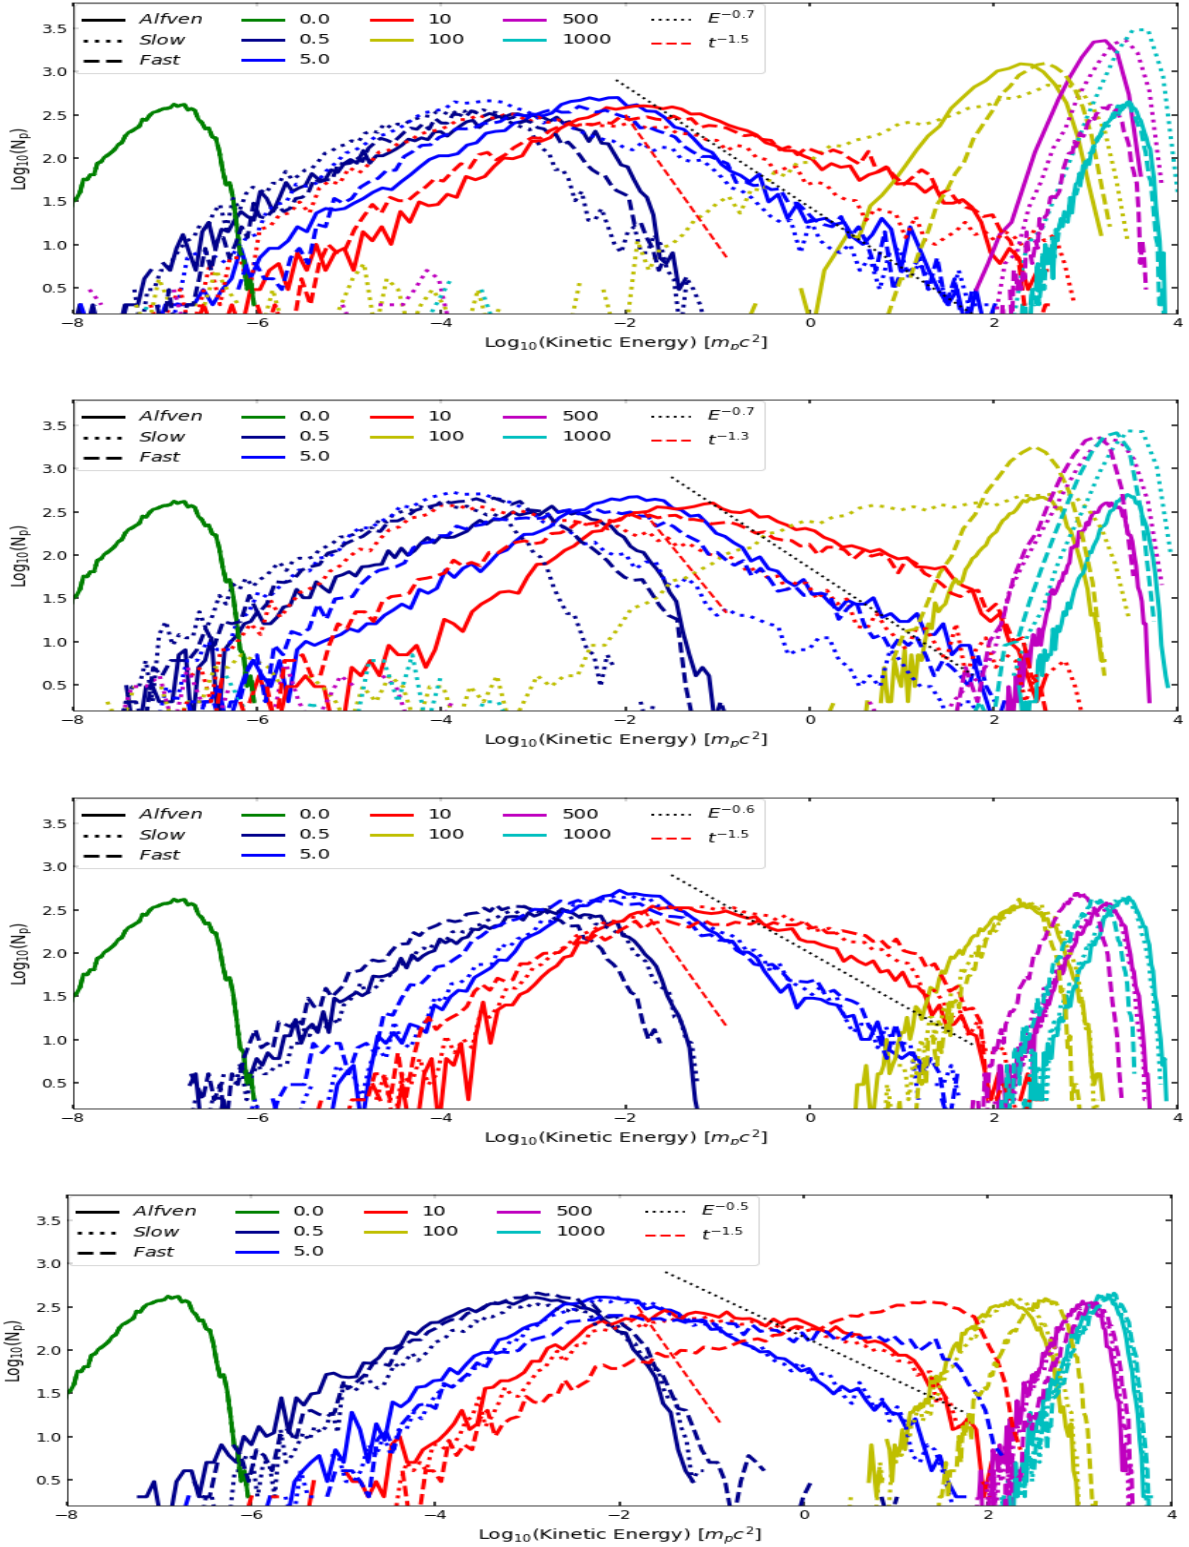 Alfven 0.0 10 500 E^−0.7
Slow 0.5 100 1000 t^−1.5
Fast 5.0
3.5
3.0
2.5
2.0
1.5
1.0
0.5
Log₁₀(Nₚ)
−8 −6 −4 −2 0 2 4
Log₁₀(Kinetic Energy) [mₚc²]
Alfven 0.0 10 500 E^−0.7
Slow 0.5 100 1000 t^−1.3
Fast 5.0
3.5
3.0
2.5
2.0
1.5
1.0
0.5
Log₁₀(Nₚ)
−8 −6 −4 −2 0 2 4
Log₁₀(Kinetic Energy) [mₚc²]
Alfven 0.0 10 500 E^−0.6
Slow 0.5 100 1000 t^−1.5
Fast 5.0
3.5
3.0
2.5
2.0
1.5
1.0
0.5
Log₁₀(Nₚ)
−8 −6 −4 −2 0 2 4
Log₁₀(Kinetic Energy) [mₚc²]
Alfven 0.0 10 500 E^−0.5
Slow 0.5 100 1000 t^−1.5
Fast 5.0
3.5
3.0
2.5
2.0
1.5
1.0
0.5
Log₁₀(Nₚ)
−8 −6 −4 −2 0 2 4
Log₁₀(Kinetic Energy) [mₚc²]